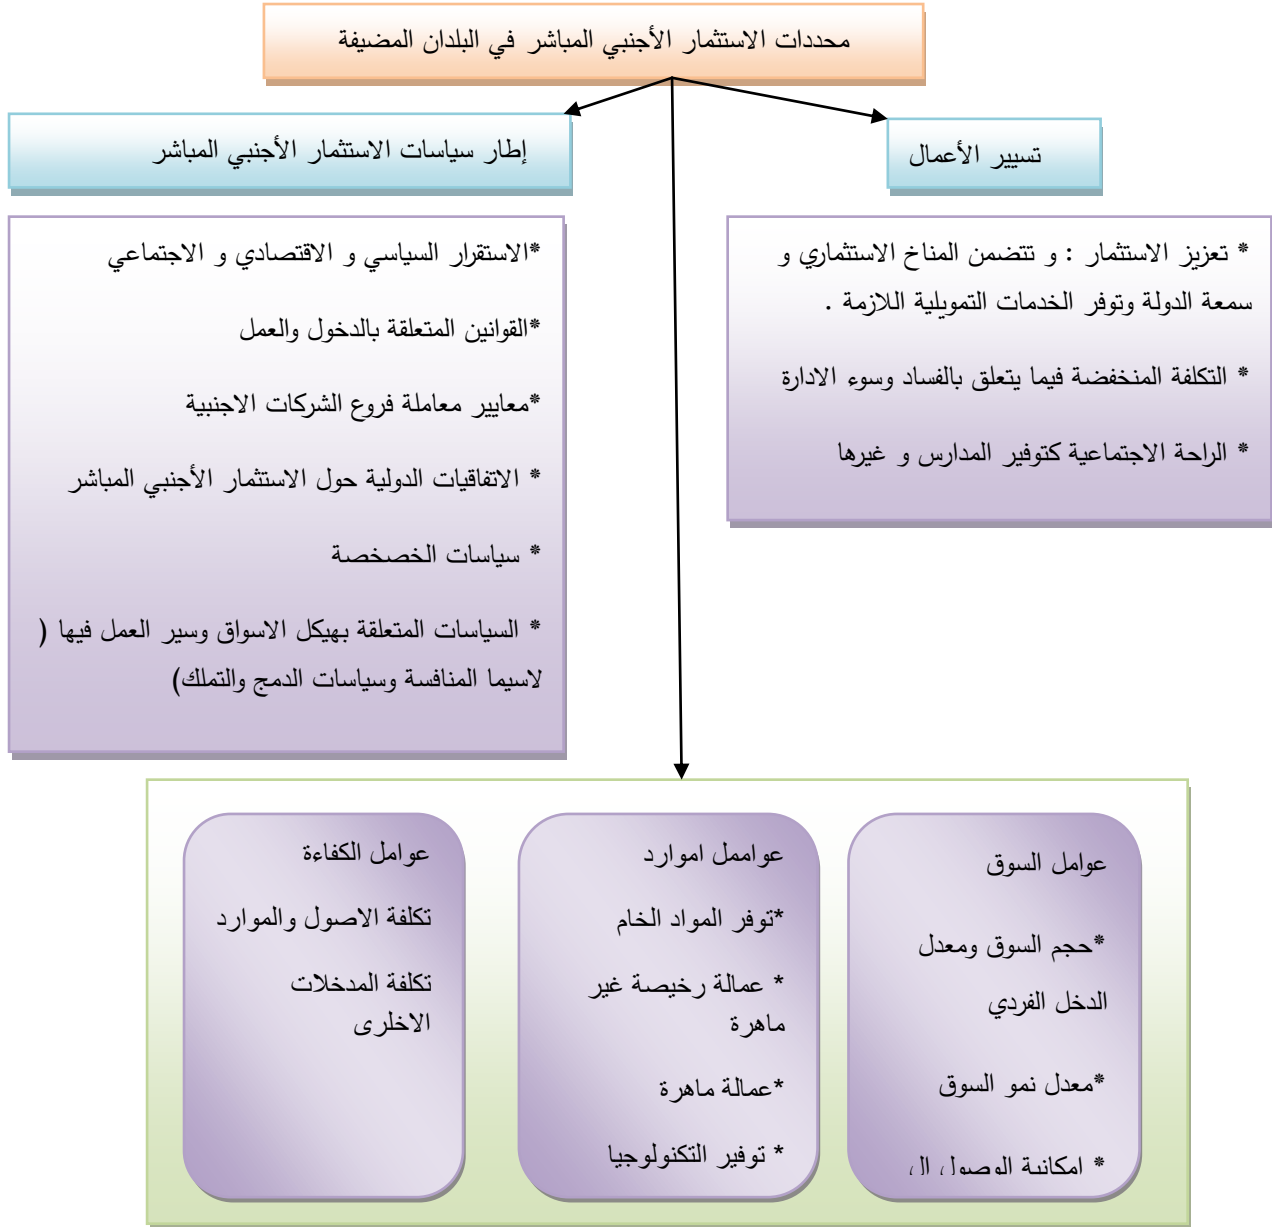 محددات الاستثمار الأجنبي المباشر في البلدان المضيفة
تسيير الأعمال
* تعزيز الاستثمار : و تتضمن المناخ الاستثماري و
سمعة الدولة وتوفر الخدمات التمويلية اللازمة .
* التكلفة المنخفضة فيما يتعلق بالفساد وسوء الادارة
* الراحة الاجتماعية كتوفير المدارس و غيرها
إطار سياسات الاستثمار الأجنبي المباشر
*الاستقرار السياسي و الاقتصادي و الاجتماعي
*القوانين المتعلقة بالدخول والعمل
*معايير معاملة فروع الشركات الاجنبية
* الاتفاقيات الدولية حول الاستثمار الأجنبي المباشر
* سياسات الخصخصة
* السياسات المتعلقة بهيكل الاسواق وسير العمل فيها (
لاسيما المنافسة وسياسات الدمج والتملك)
عوامل السوق
*حجم السوق ومعدل
الدخل الفردي
*معدل نمو السوق
* امكانية الوصول ال
عواممل اموارد
*توفر المواد الخام
* عمالة رخيصة غير
ماهرة
*عمالة ماهرة
* توفير التكنولوجيا
عوامل الكفاءة
تكلفة الاصول والموارد
تكلفة المدخلات
الاخلرى